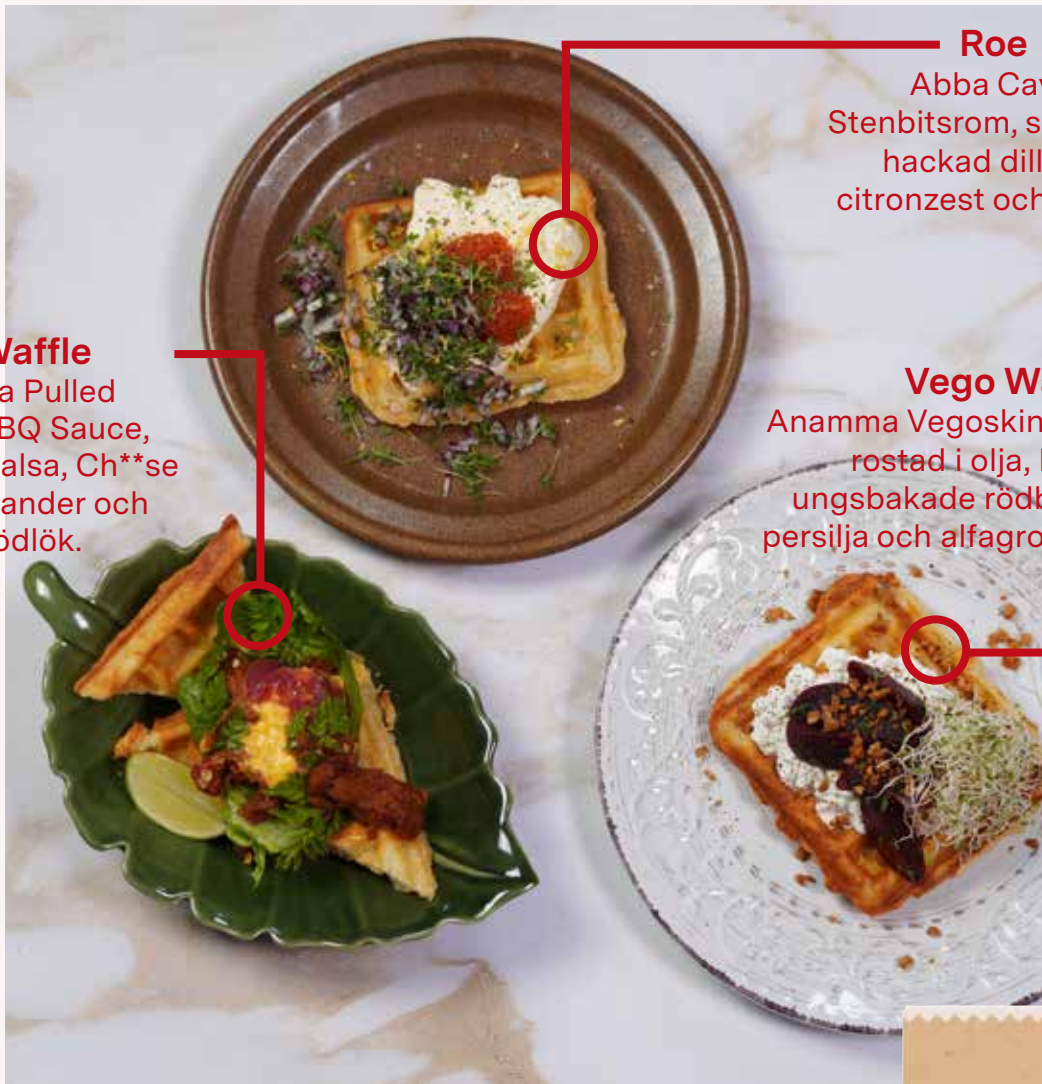 Roe
Abba Cav
Stenbitsrom, s
hackad dill
citronzest och
Waffle
a Pulled
BQ Sauce,
alsa, Ch**se
ander och
ödlök.
Vego Wa
Anamma Vegoskin
rostad i olja,
ungsbakade rödb
persilja och alfagro